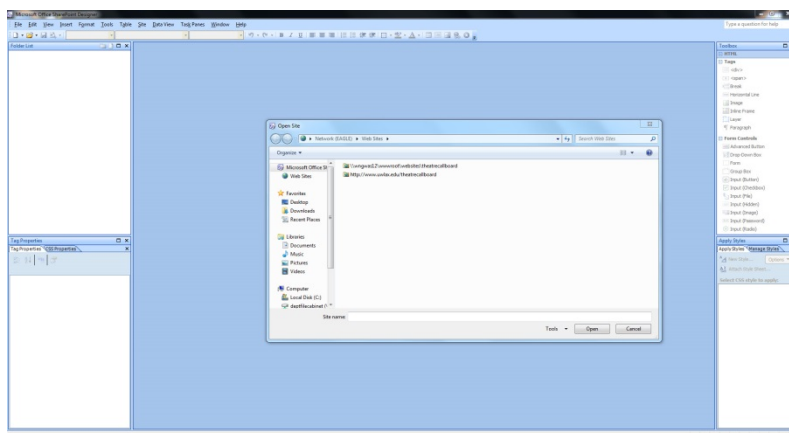 Microsoft Office SharePoint Designer
File Edit View Insert Format Tools Table Site Data View Task Panes Window Help
Type a question for help
Folder List
Toolbox
HTML
Tags
<div>
<span>
Break
Horizontal Line
Image
Inline Frame
Layer
Paragraph
Form Controls
Advanced Button
Drop-Down Box
Form
Group Box
Input (Button)
Input (Checkbox)
Input (File)
Input (Hidden)
Input (Image)
Input (Password)
Input (Radio)
Open Site
Network (EAGLE) Web Sites
Search Web Sites
Organize
Microsoft Office S
Web Sites
Favorites
Desktop
Downloads
Recent Places
Libraries
Documents
Music
Pictures
Videos
Computer
Local Disk (C:)
http://www.uwlax.edu/theatrecallboard
Site name:
Tools Open Cancel
Tag Properties
Tag Properties CSS Properties
Apply Styles
Apply Styles Manage Styles
New Style... Options
Attach Style Sheet...
Select CSS style to apply: